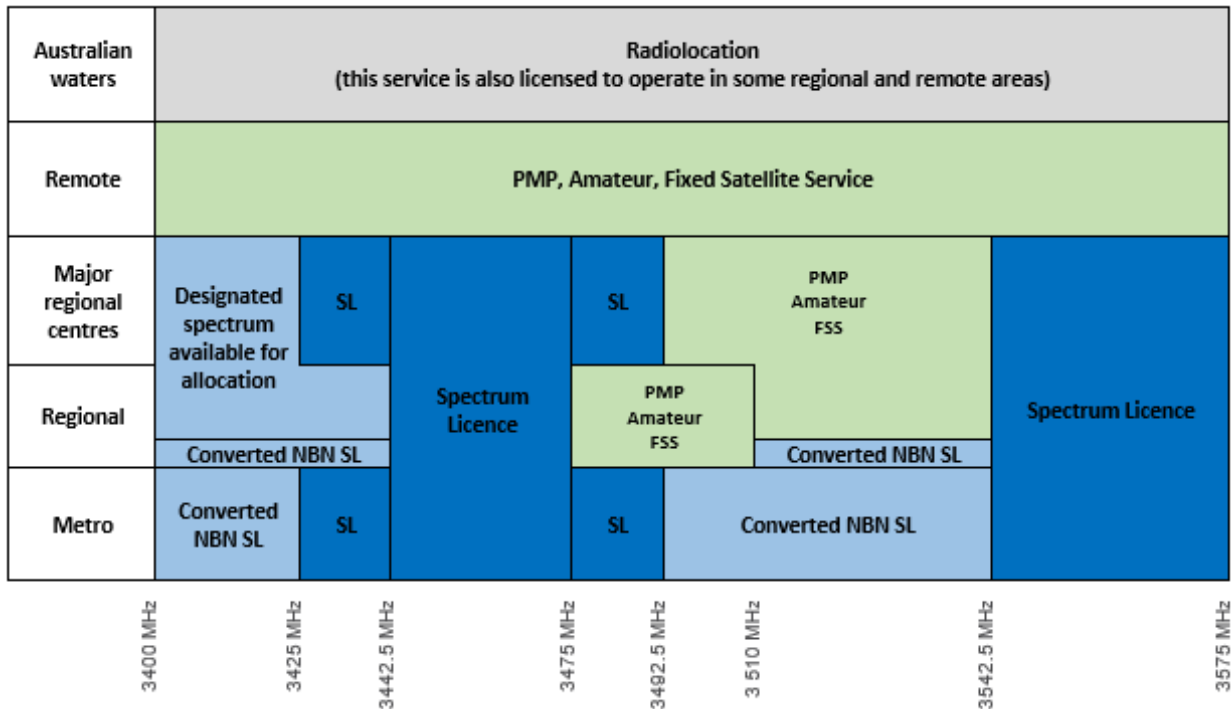 Australian
waters
Radiolocation
(this service is also licensed to operate in some regional and remote areas)
Remote
PMP, Amateur, Fixed Satellite Service
Major
regional
centres
Designated
spectrum
available for
allocation
SL
Spectrum
Licence
SL
PMP
Amateur
FSS
Spectrum Licence
Regional
PMP
Amateur
FSS
Converted NBN SL
Converted NBN SL
Metro
Converted
NBN SL
SL
SL
Converted NBN SL
3400 MHz
3425 MHz
3442.5 MHz
3475 MHz
3492.5 MHz
3 510 MHz
3542.5 MHz
3575 MHz